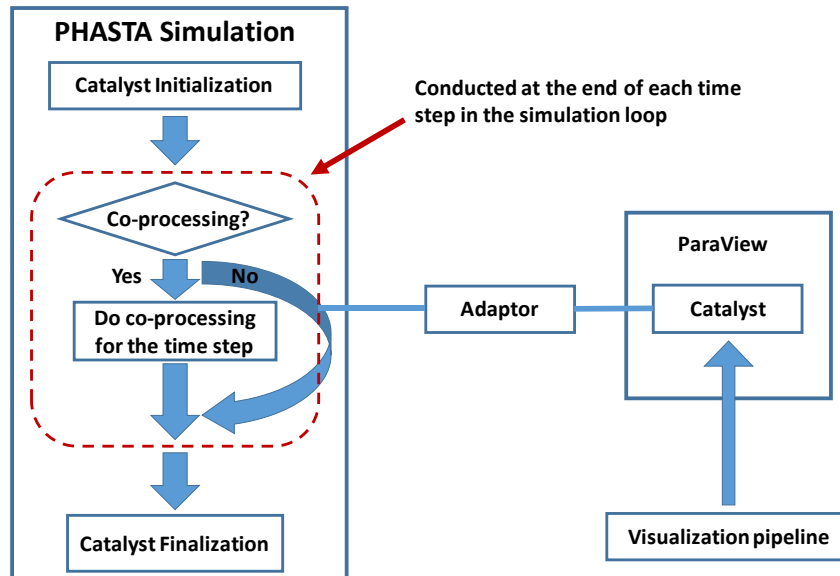 PHASTA Simulation
Catalyst Initialization
Conducted at the end of each time
step in the simulation loop
Co-processing?
Yes
No
Do co-processing
for the time step
Adaptor
ParaView
Catalyst
Catalyst Finalization
Visualization pipeline